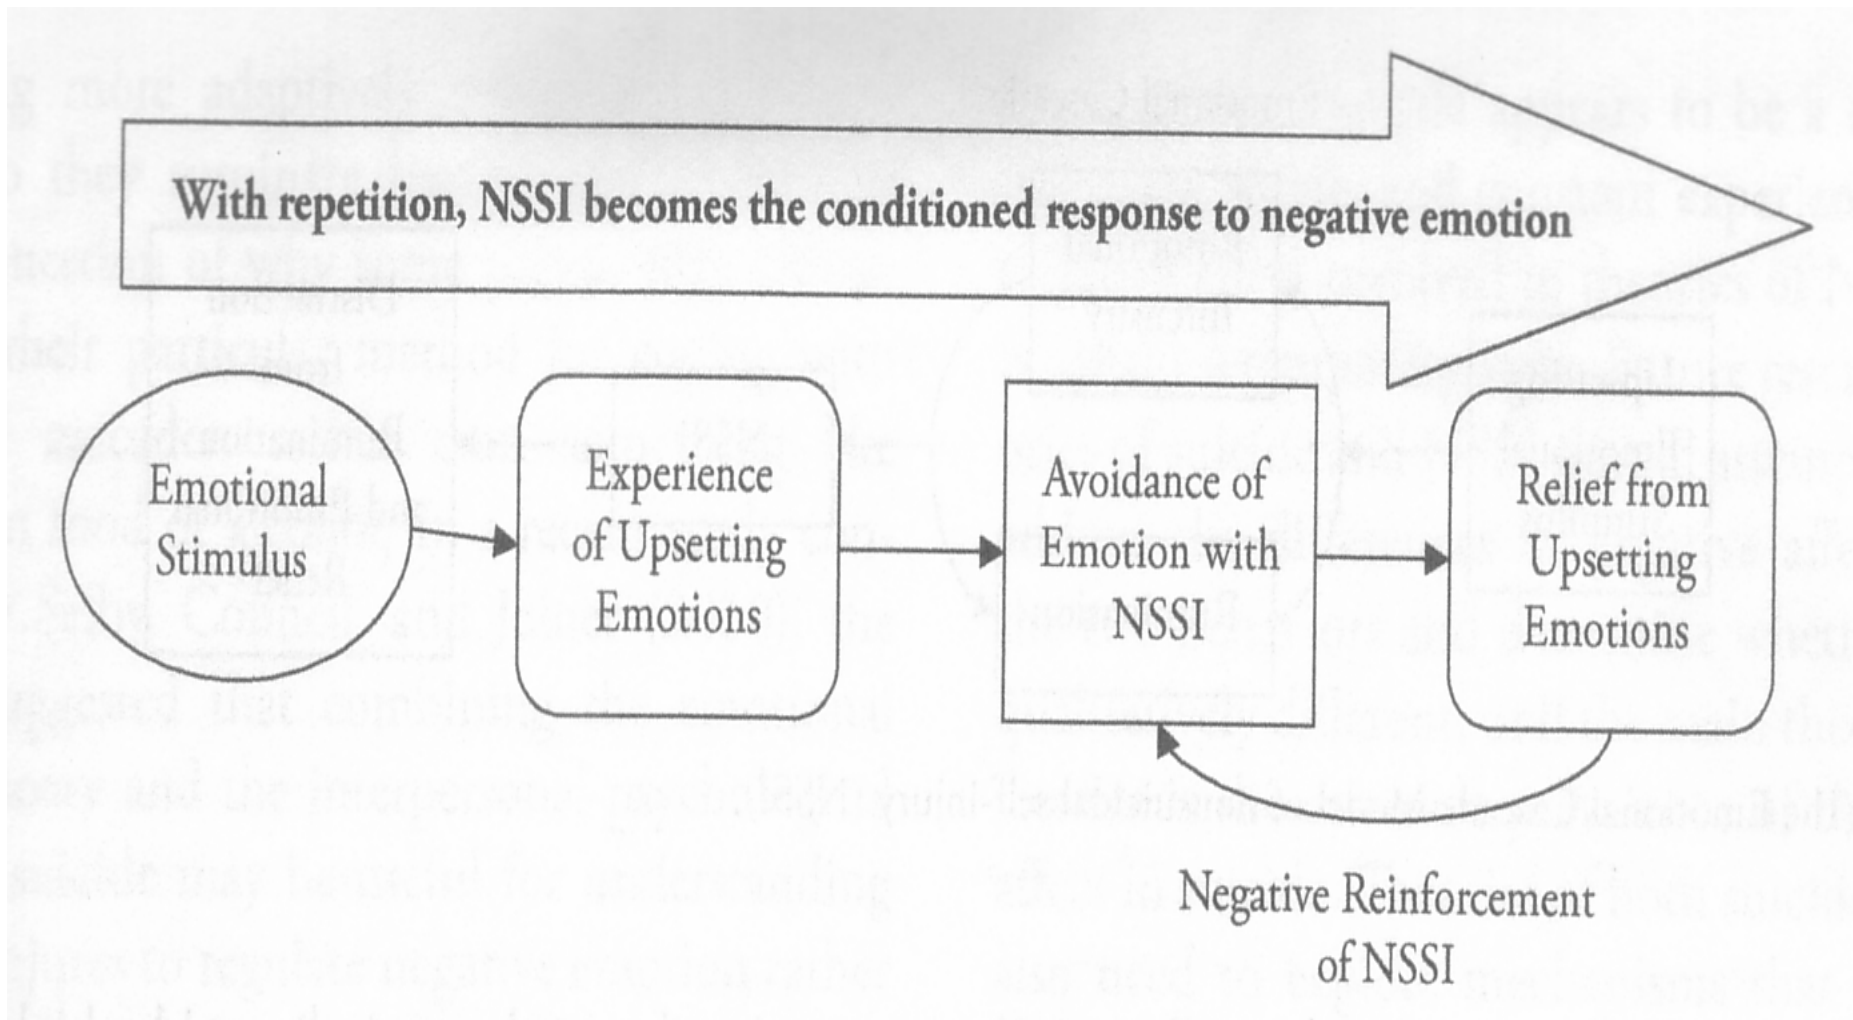 With repetition, NSSI becomes the conditioned response to negative emotion
Emotional
Stimulus
Experience
of Upsetting
Emotions
Avoidance of
Emotion with
NSSI
Relief from
Upsetting
Emotions
Negative Reinforcement
of NSSI